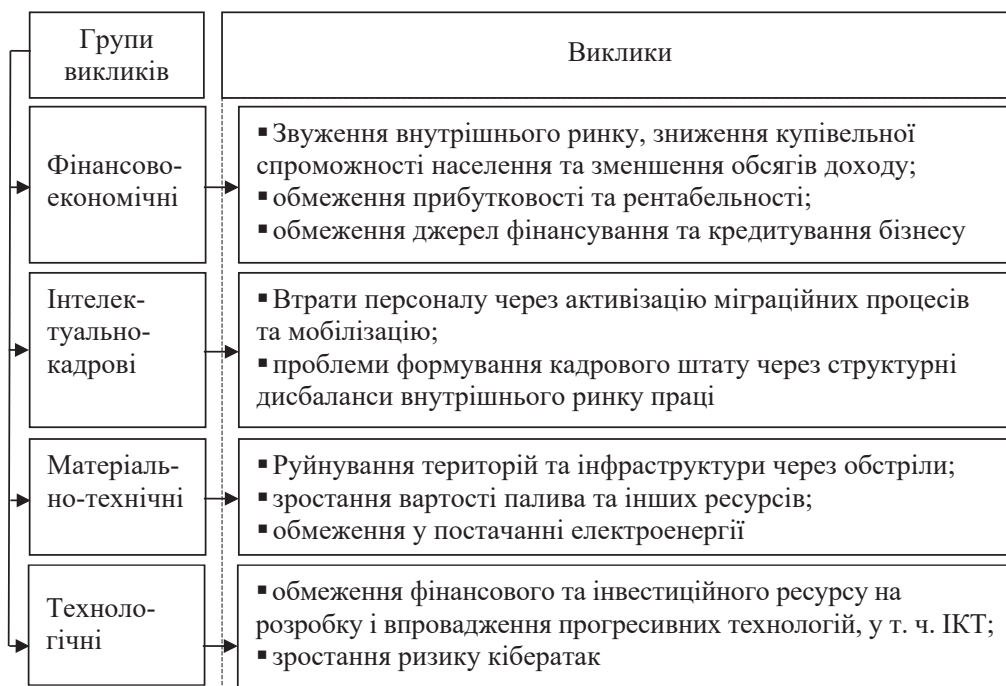 Групи
викликів
Виклики
Фінансово-
економічні
▪ Звуження внутрішнього ринку, зниження купівельної
спроможності населення та зменшення обсягів доходу;
▪ обмеження прибутковості та рентабельності;
▪ обмеження джерел фінансування та кредитування бізнесу
Інтелек-
туально-
кадрові
▪ Втрати персоналу через активізацію міграційних процесів
та мобілізацію;
▪ проблеми формування кадрового штату через структурні
дисбаланси внутрішнього ринку праці
Матеріаль-
но-технічні
▪ Руйнування територій та інфраструктури через обстріли;
▪ зростання вартості палива та інших ресурсів;
▪ обмеження у постачанні електроенергії
Техноло-
гічні
▪ обмеження фінансового та інвестиційного ресурсу на
розробку і впровадження прогресивних технологій, у т. ч. ІКТ;
▪ зростання ризику кібератак